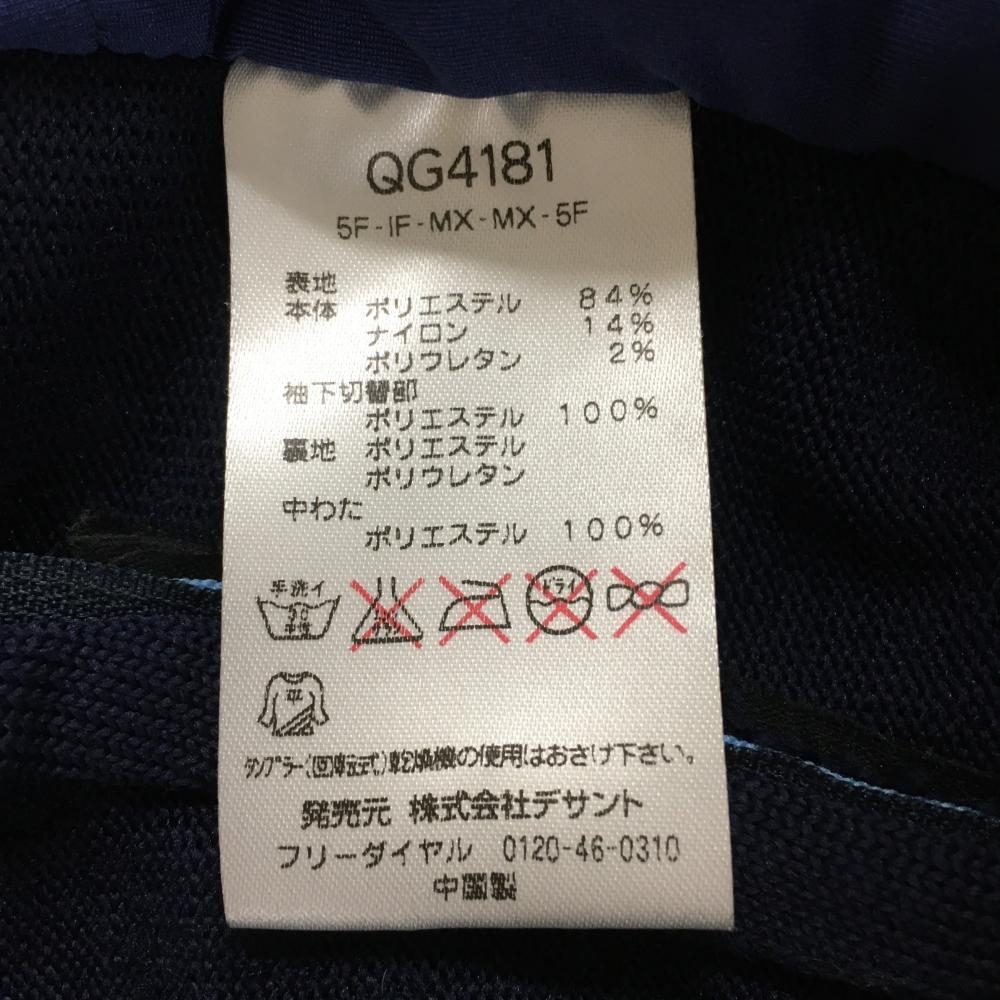 QG4181
5F-IF-MX-MX-5F
表地
本体 ポリエステル 84%
ナイロン 14%
ポリウレタン 2%
袖下切替部
ポリエステル 100%
裏地 ポリエステル
ポリウレタン
中わた
ポリエステル 100%
手洗イ
30
中性
ドライ
平
タンブラー(回転式)乾燥機の使用はおさけ下さい。
発売元 株式会社デサント
フリーダイヤル 0120-46-0310
中国製